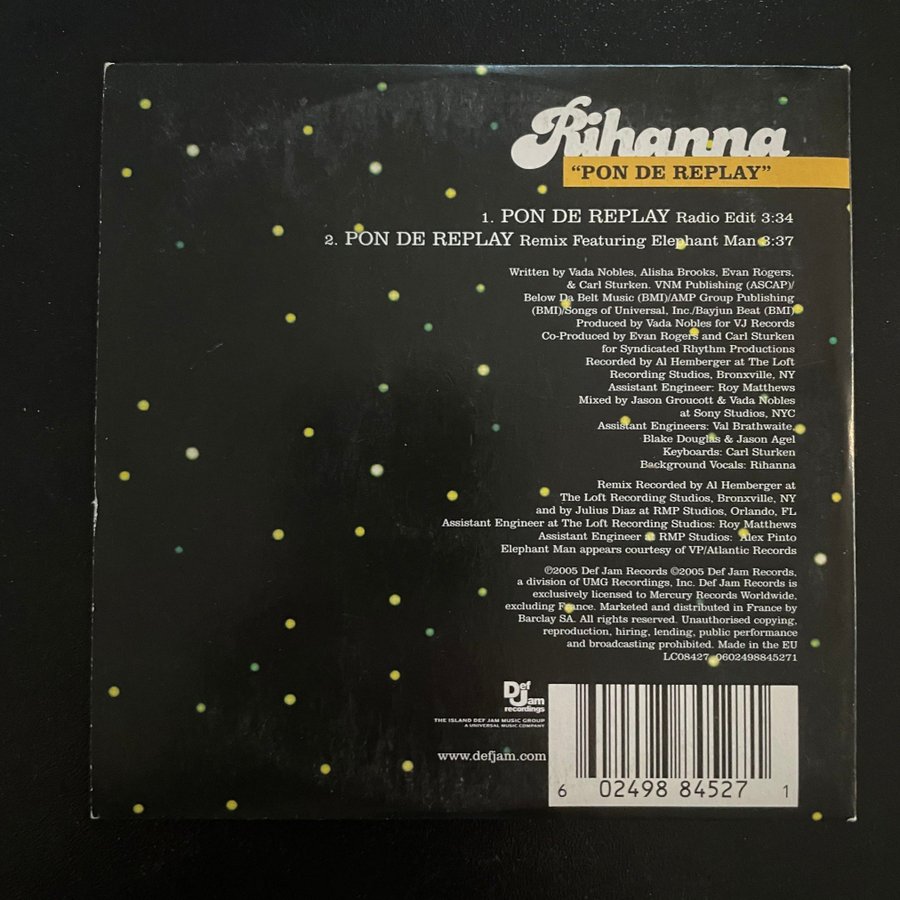 Rihanna
“PON DE REPLAY”
1. PON DE REPLAY Radio Edit 3:34
2. PON DE REPLAY Remix Featuring Elephant Man 3:37
Written by Vada Nobles, Alisha Brooks, Evan Rogers,
& Carl Sturken. VNM Publishing (ASCAP)/
Below Da Belt Music (BMI)/AMP Group Publishing
(BMI)/Songs of Universal, Inc./Bayjun Beat (BMI)
Produced by Vada Nobles for VJ Records
Co-Produced by Evan Rogers and Carl Sturken
for Syndicated Rhythm Productions
Recorded by Al Hemberger at The Loft
Recording Studios, Bronxville, NY
Assistant Engineer: Roy Matthews
Mixed by Jason Groucott & Vada Nobles
at Sony Studios, NYC
Assistant Engineers: Val Brathwaite,
Blake Douglas & Jason Agel
Keyboards: Carl Sturken
Background Vocals: Rihanna
Remix Recorded by Al Hemberger at
The Loft Recording Studios, Bronxville, NY
and by Julius Diaz at RMP Studios, Orlando, FL
Assistant Engineer at The Loft Recording Studios: Roy Matthews
Assistant Engineer at RMP Studios: Alex Pinto
Elephant Man appears courtesy of VP/Atlantic Records
℗2005 Def Jam Records ©2005 Def Jam Records,
a division of UMG Recordings, Inc. Def Jam Records is
exclusively licensed to Mercury Records Worldwide,
excluding France. Marketed and distributed in France by
Barclay SA. All rights reserved. Unauthorised copying,
reproduction, hiring, lending, public performance
and broadcasting prohibited. Made in the EU
LC08427 0602498845271
Def Jam
recordings
THE ISLAND DEF JAM MUSIC GROUP
A UNIVERSAL MUSIC COMPANY
www.defjam.com
6 02498 84527 1